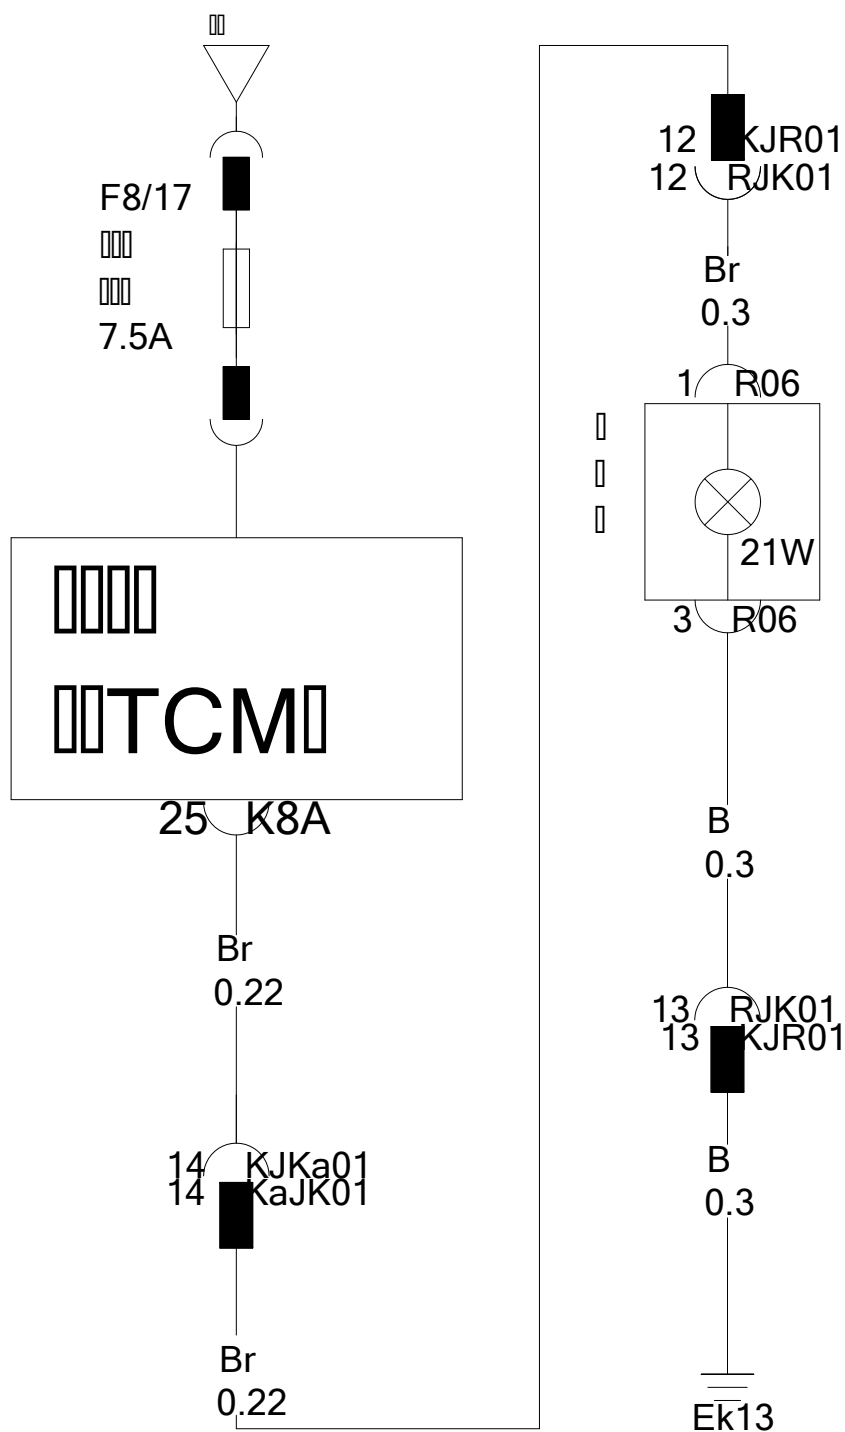 F8/17
7.5A
TCM
25 K8A
Br
0.22
14 KJKa01
14 KaJK01
Br
0.22
12 KJR01
12 RJK01
Br
0.3
1 R06
21W
3 R06
B
0.3
13 RJK01
13 KJR01
B
0.3
Ek13